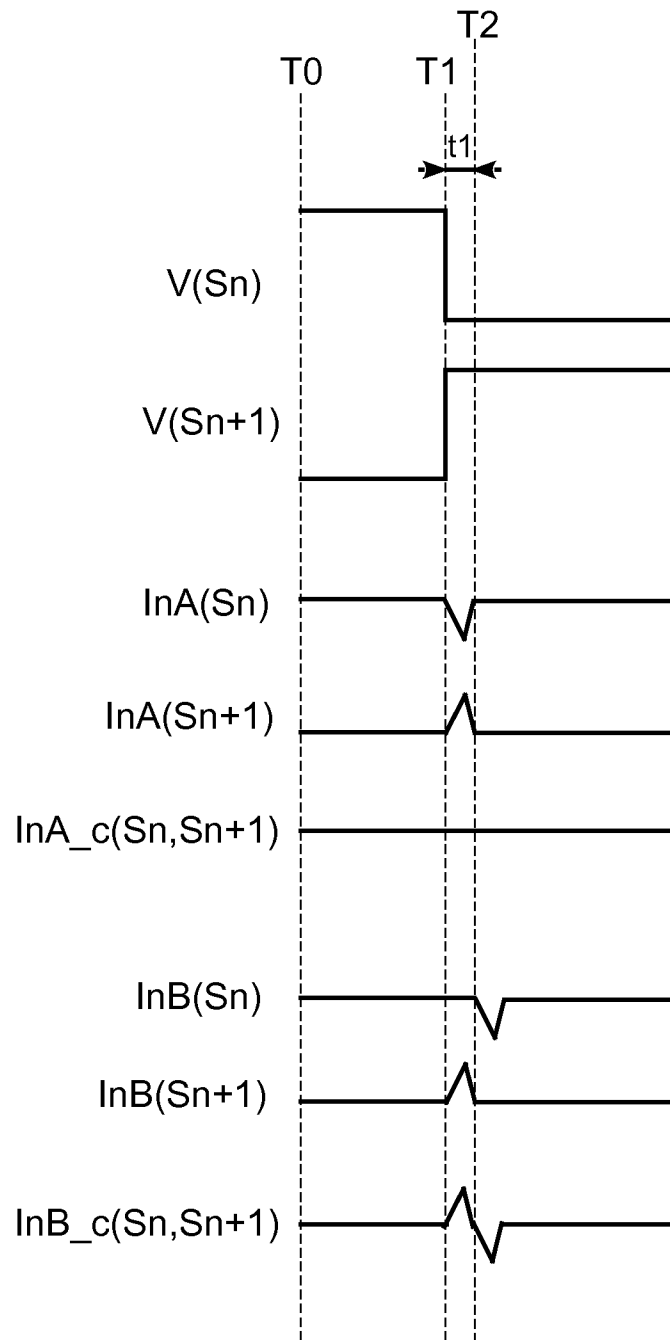 T2
T0
T1
t1
V(Sn)
V(Sn+1)
InA(Sn)
InA(Sn+1)
InA_c(Sn,Sn+1)
InB(Sn)
InB(Sn+1)
InB_c(Sn,Sn+1)